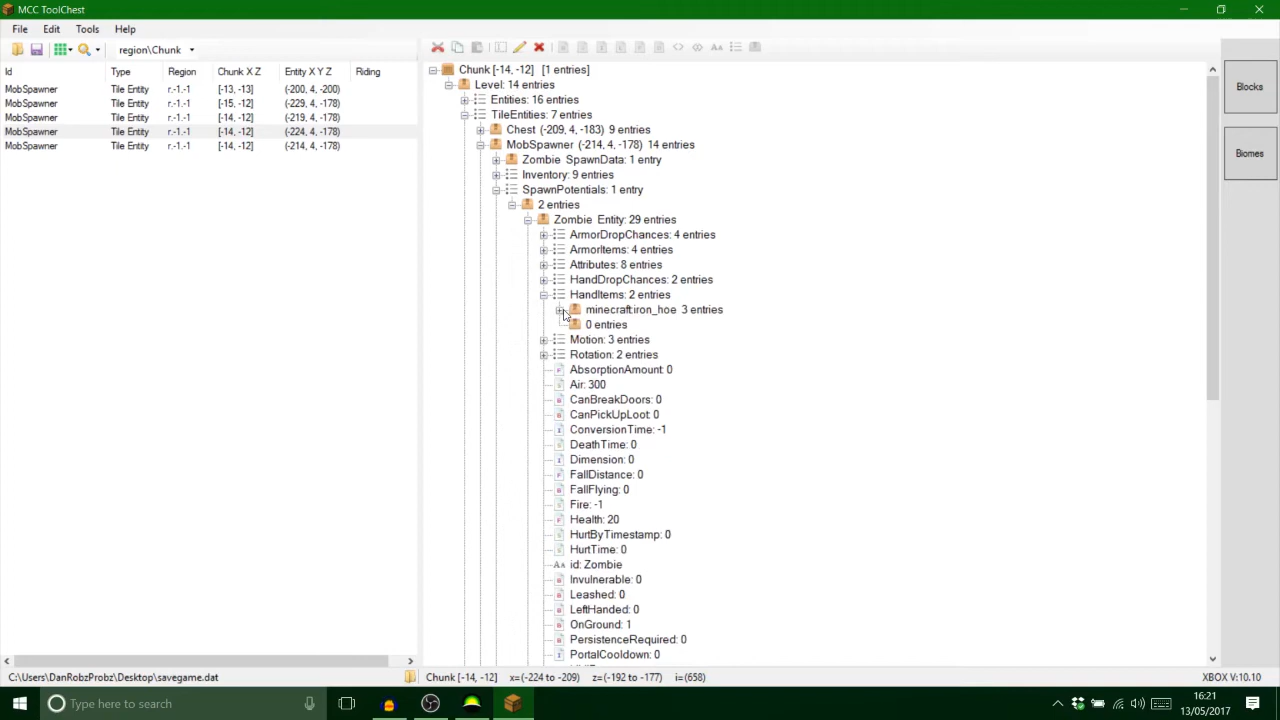 MCC ToolChest
File Edit Tools Help
region\Chunk
Id Type Region Chunk X Z Entity X Y Z Riding
MobSpawner Tile Entity r.-1.-1 [-13, -13] (-200, 4, -200)
MobSpawner Tile Entity r.-1.-1 [-15, -12] (-229, 4, -178)
MobSpawner Tile Entity r.-1.-1 [-14, -12] (-219, 4, -178)
MobSpawner Tile Entity r.-1.-1 [-14, -12] (-224, 4, -178)
MobSpawner Tile Entity r.-1.-1 [-14, -12] (-214, 4, -178)
Chunk [-14, -12] [1 entries]
Level: 14 entries
Entities: 16 entries
TileEntities: 7 entries
Chest (-209, 4, -183) 9 entries
MobSpawner (-214, 4, -178) 14 entries
Zombie SpawnData: 1 entry
Inventory: 9 entries
SpawnPotentials: 1 entry
2 entries
Zombie Entity: 29 entries
ArmorDropChances: 4 entries
ArmorItems: 4 entries
Attributes: 8 entries
HandDropChances: 2 entries
HandItems: 2 entries
minecraft:iron_hoe 3 entries
0 entries
Motion: 3 entries
Rotation: 2 entries
AbsorptionAmount: 0
Air: 300
CanBreakDoors: 0
CanPickUpLoot: 0
ConversionTime: -1
DeathTime: 0
Dimension: 0
FallDistance: 0
FallFlying: 0
Fire: -1
Health: 20
HurtByTimestamp: 0
HurtTime: 0
id: Zombie
Invulnerable: 0
Leashed: 0
LeftHanded: 0
OnGround: 1
PersistenceRequired: 0
PortalCooldown: 0
Blocks
Biomes
C:\Users\DanRobzProbz\Desktop\savegame.dat
Chunk [-14, -12] x=(-224 to -209) z=(-192 to -177) i=(658)
XBOX V:10.10
Type here to search
16:21
13/05/2017